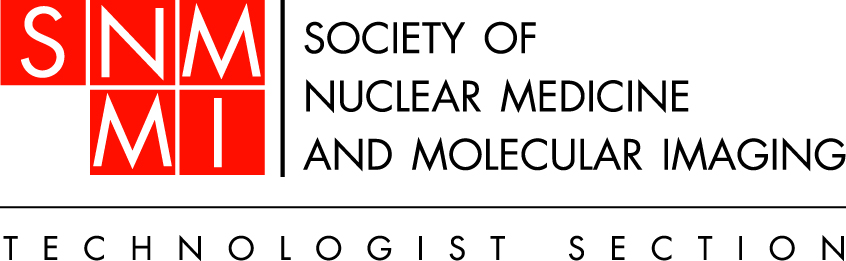 SNM
MI
SOCIETY OF
NUCLEAR MEDICINE
AND MOLECULAR IMAGING
TECHNOLOGIST SECTION